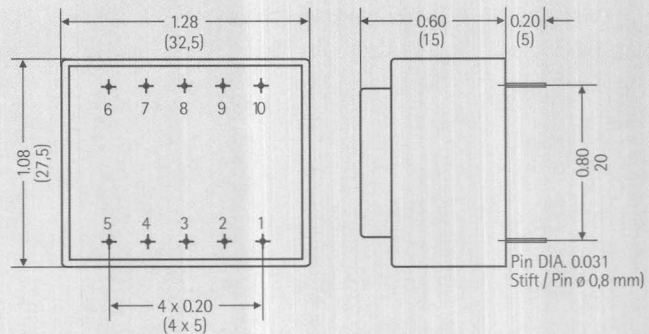 1.28
(32,5)
0.60
(15)
0.20
(5)
6 7 8 9 10
1.08
(27,5)
0.80
20
5 4 3 2 1
Pin DIA. 0.031
Stift / Pin ø 0,8 mm)
4 x 0.20
(4 x 5)